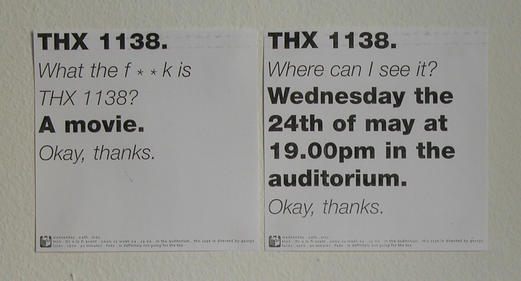 THX 1138.
What the f * * k is
THX 1138?
A movie.
Okay, thanks.
THX 1138.
Where can I see it?
Wednesday the
24th of may at
19.00pm in the
auditorium.
Okay, thanks.